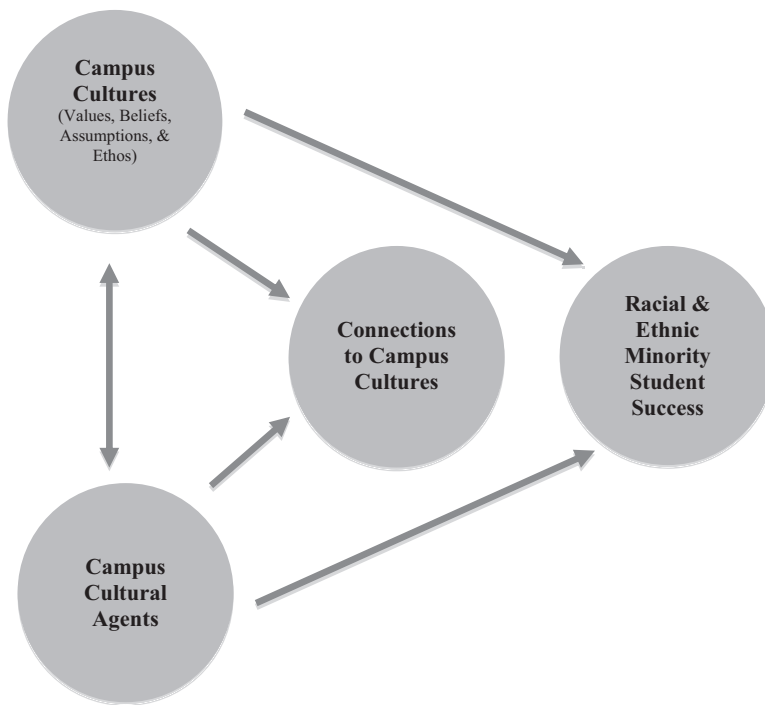 Campus
Cultures
(Values, Beliefs,
Assumptions, &
Ethos)
Connections
to Campus
Cultures
Racial &
Ethnic
Minority
Student
Success
Campus
Cultural
Agents